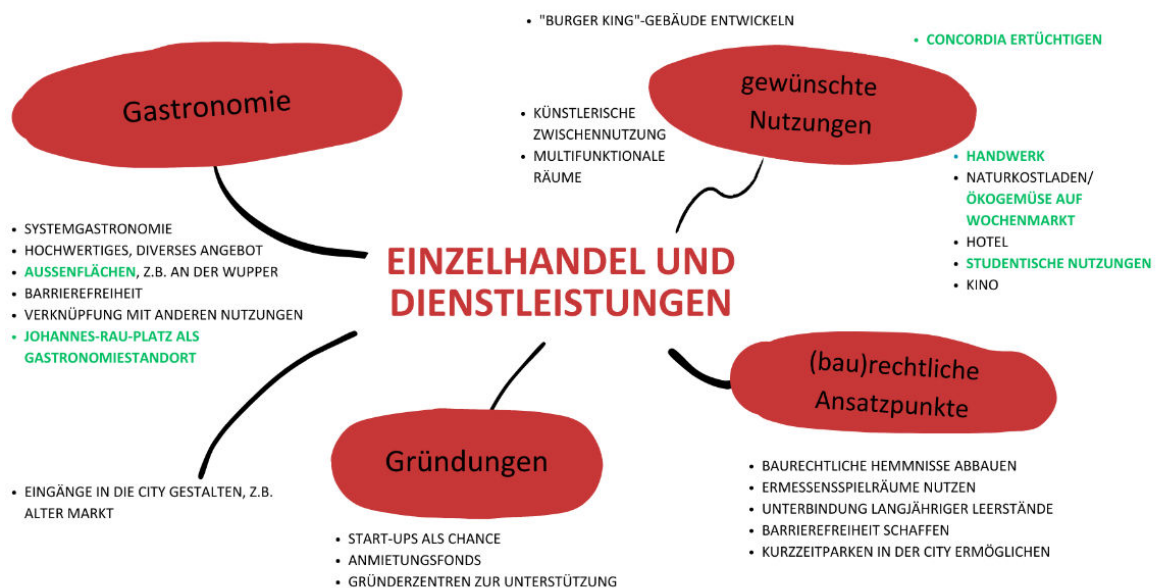 • "BURGER KING"-GEBÄUDE ENTWICKELN
• CONCORDIA ERTÜCHTIGEN
Gastronomie
gewünschte
Nutzungen
• KÜNSTLERISCHE
ZWISCHENNUTZUNG
• MULTIFUNKTIONALE
RÄUME
• HANDWERK
• NATURKOSTLADEN/
ÖKOGEMÜSE AUF
WOCHENMARKT
• HOTEL
• STUDENTISCHE NUTZUNGEN
• KINO
• SYSTEMGASTRONOMIE
• HOCHWERTIGES, DIVERSES ANGEBOT
• AUSSENFLÄCHEN, Z.B. AN DER WUPPER
• BARRIEREFREIHEIT
• VERKNÜPFUNG MIT ANDEREN NUTZUNGEN
• JOHANNES-RAU-PLATZ ALS
GASTRONOMIESTANDORT
EINZELHANDEL UND
DIENSTLEISTUNGEN
(bau)rechtliche
Ansatzpunkte
Gründungen
• EINGÄNGE IN DIE CITY GESTALTEN, Z.B.
ALTER MARKT
• BAURECHTLICHE HEMMNISSE ABBAUEN
• ERMESSENSSPIELRÄUME NUTZEN
• UNTERBINDUNG LANGJÄHRIGER LEERSTÄNDE
• BARRIEREFREIHEIT SCHAFFEN
• KURZZEITPARKEN IN DER CITY ERMÖGLICHEN
• START-UPS ALS CHANCE
• ANMIETUNGSFONDS
• GRÜNDERZENTREN ZUR UNTERSTÜTZUNG